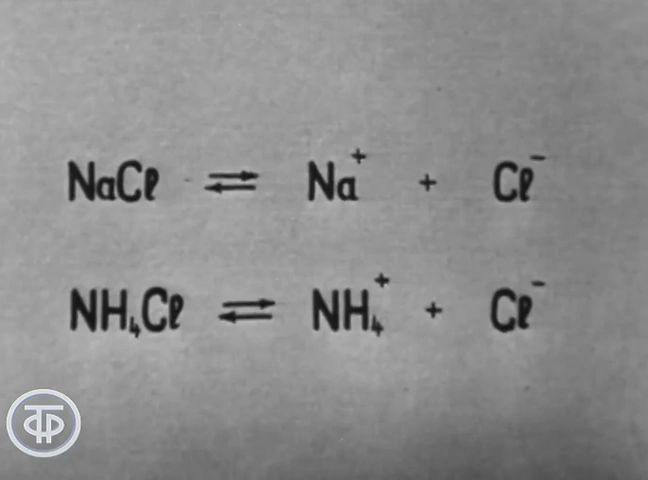 NaCl ⇌ Na⁺ + Cl⁻
NH₄Cl ⇌ NH₄⁺ + Cl⁻